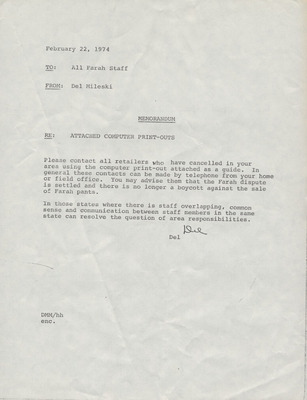 February 22, 1974
TO: All Farah Staff
FROM: Del Mileski
MEMORANDUM
RE: ATTACHED COMPUTER PRINT-OUTS
Please contact all retailers who have cancelled in your
area using the computer print-out attached as a guide. In
general these contacts can be made by telephone from your home
or field office. You may advise them that the Farah dispute
is settled and there is no longer a boycott against the sale
of Farah pants.
In those states where there is staff overlapping, common
sense and communication between staff members in the same
state can resolve the question of area responsibilities.
Del
Del
DMM/hh
enc.